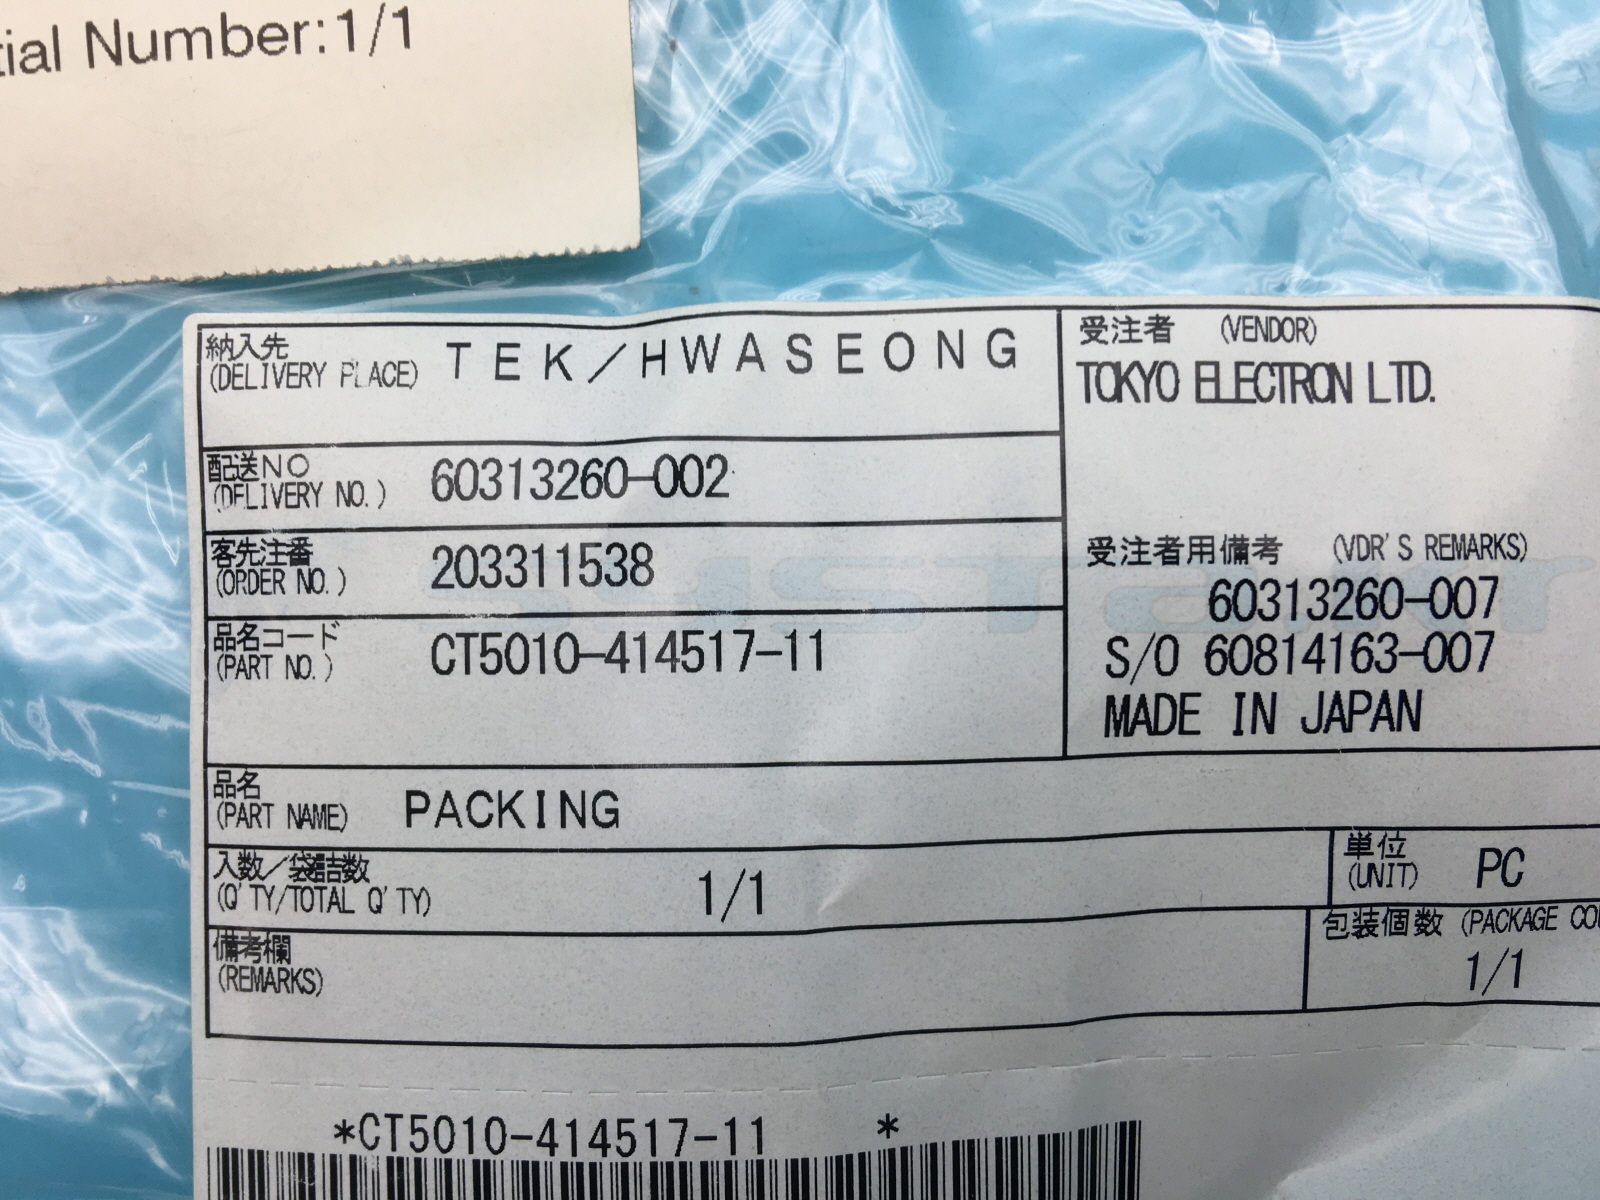 Number:1/1
納入先
(DELIVERY PLACE) TEK/HWASEONG
受注者 (VENDOR)
TOKYO ELECTRON LTD.
配送NO
(DELIVERY NO.) 60313260-002
客先注番
(ORDER NO.) 203311538
品名コード
(PART NO.) CT5010-414517-11
受注者用備考 (VDR'S REMARKS)
60313260-007
S/O 60814163-007
MADE IN JAPAN
品名
(PART NAME) PACKING
入数/袋詰数
(Q'TY/TOTAL Q'TY) 1/1
単位
(UNIT) PC
備考欄
(REMARKS)
包装個数 (PACKAGE
1/1
*CT5010-414517-11 *